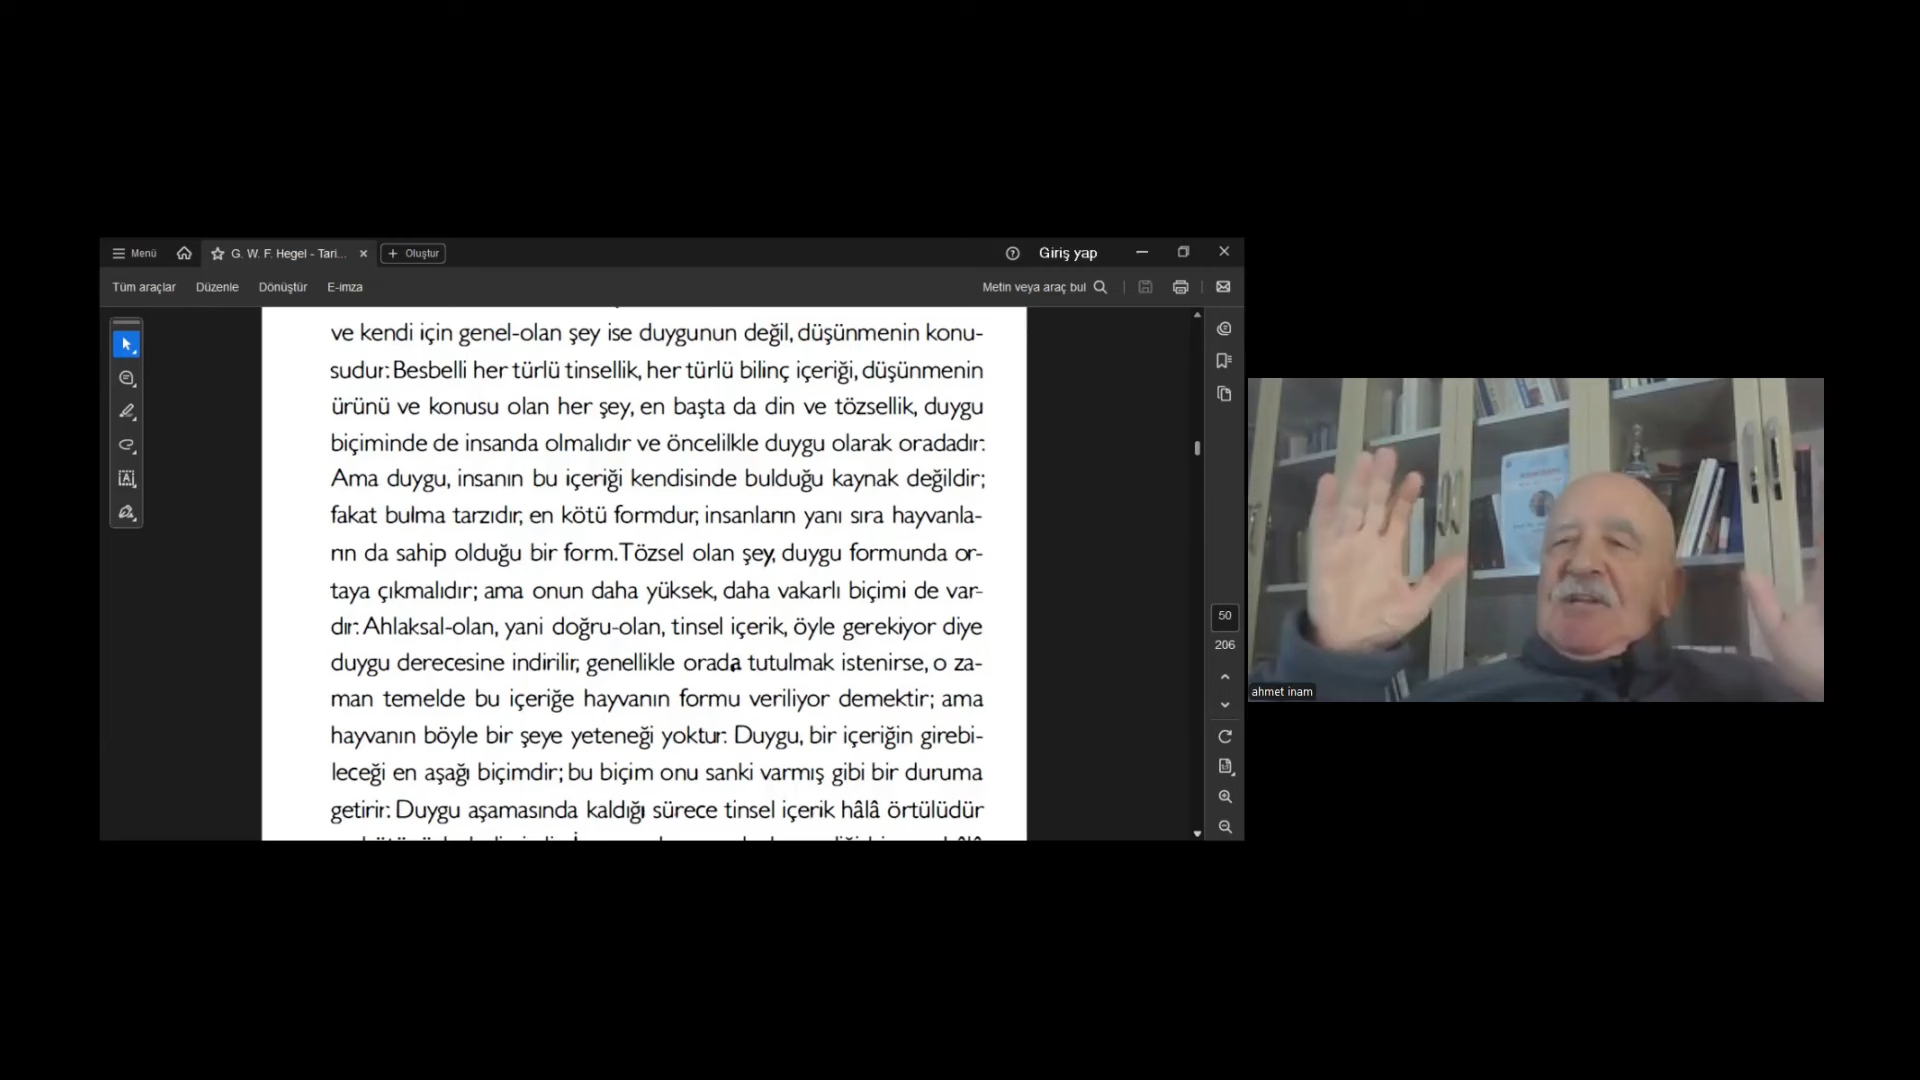 Menü
G. W. F. Hegel - Tari...
Oluştur
Giriş yap
Tüm araçlar
Düzenle
Dönüştür
E-imza
Metin veya araç bul
ve kendi için genel-olan şey ise duygunun değil, düşünmenin konu-
sudur. Besbelli her türlü tinsellik, her türlü bilinç içeriği, düşünmenin
ürünü ve konusu olan her şey, en başta da din ve tözsellik, duygu
biçiminde de insanda olmalıdır ve öncelilkle duygu olarak oradadır.
Ama duygu, insanın bu içeriği kendisinde bulduğu kaynak değildir;
fakat bulma tarzıdır, en kötü formdur, insanların yanı sıra hayvanla-
rın da sahip olduğu bir form. Tözsel olan şey, duygu formunda or-
taya çıkmalıdır; ama onun daha yüksek, daha vakarlı biçimi de var-
dır. Ahlaksal-olan, yani doğru-olan, tinsel içerik, öyle gerekiyor diye
duygu derecesine indirilir, genellikle orada tutulmak istenirse, o za-
man temelde bu içeriğe hayvanın formu veriliyor demektir; ama
hayvanın böyle bir şeye yeteneği yoktur. Duygu, bir içeriğin girebi-
leceği en aşağı biçimdir; bu biçim onu sanki varmış gibi bir duruma
getirir. Duygu aşamasında kaldığı sürece tinsel içerik hâlâ örtülüdür
50
206
ahmet inam